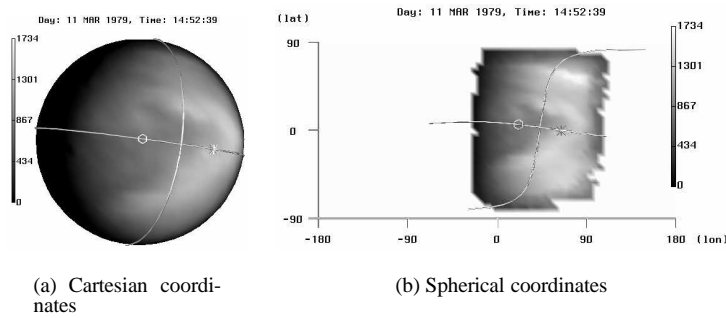 Day: 11 MAR 1979, Time: 14:52:39
1734
1301
867
434
0
(a) Cartesian coordi-
nates
Day: 11 MAR 1979, Time: 14:52:39
(lat)
90
0
-90
-180
-90
0
90
180
(lon)
1734
1301
867
434
0
(b) Spherical coordinates